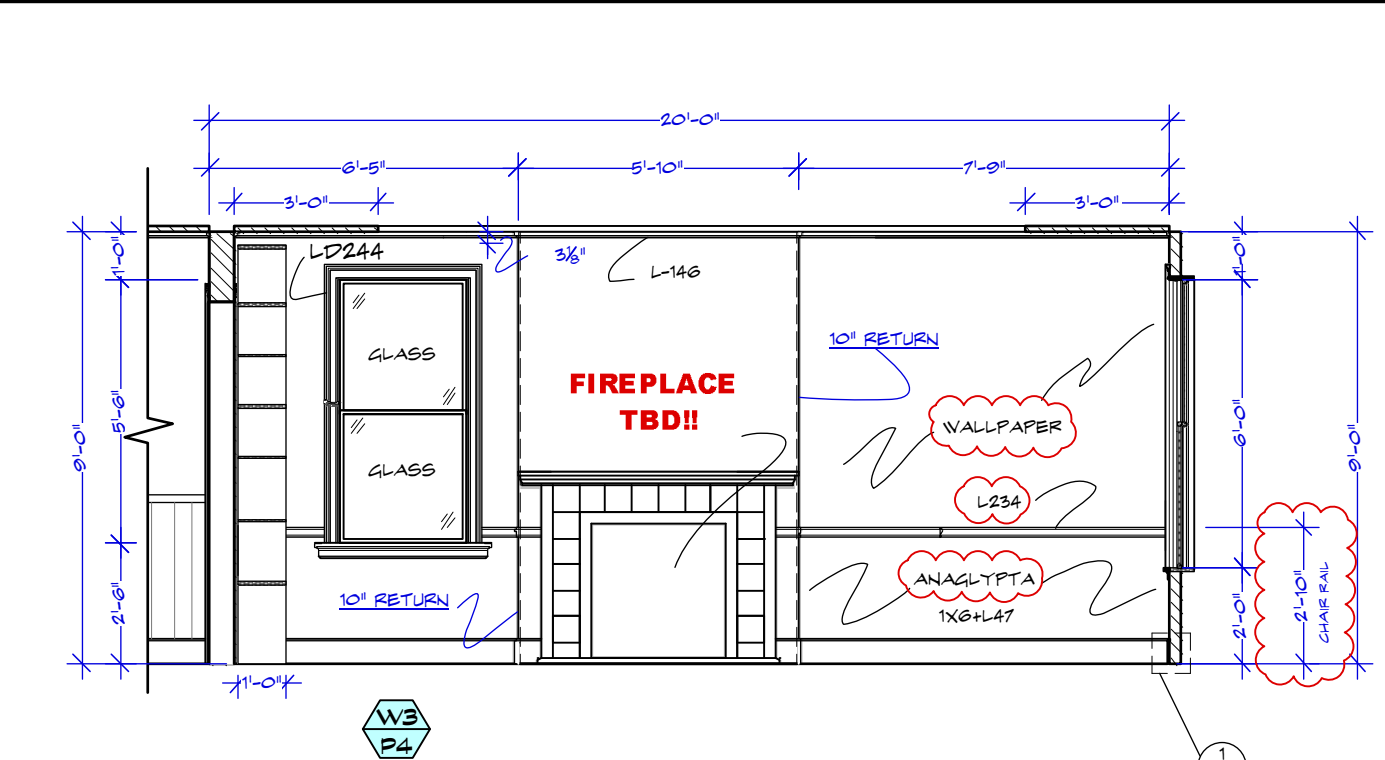 20'-0"
6'-5"
5'-10"
7'-9"
3'-0"
3'-0"
1'-0"
LD244
3⅛"
L-146
1'-0"
10" RETURN
GLASS
FIREPLACE
TBD!!
5'-6"
9'-0"
WALLPAPER
6'-0"
9'-0"
GLASS
L234
ANAGLYPTA
1X6+L47
10" RETURN
2'-6"
2'-0"
2'-10"
CHAIR RAIL
1'-0"
W3
P4
1